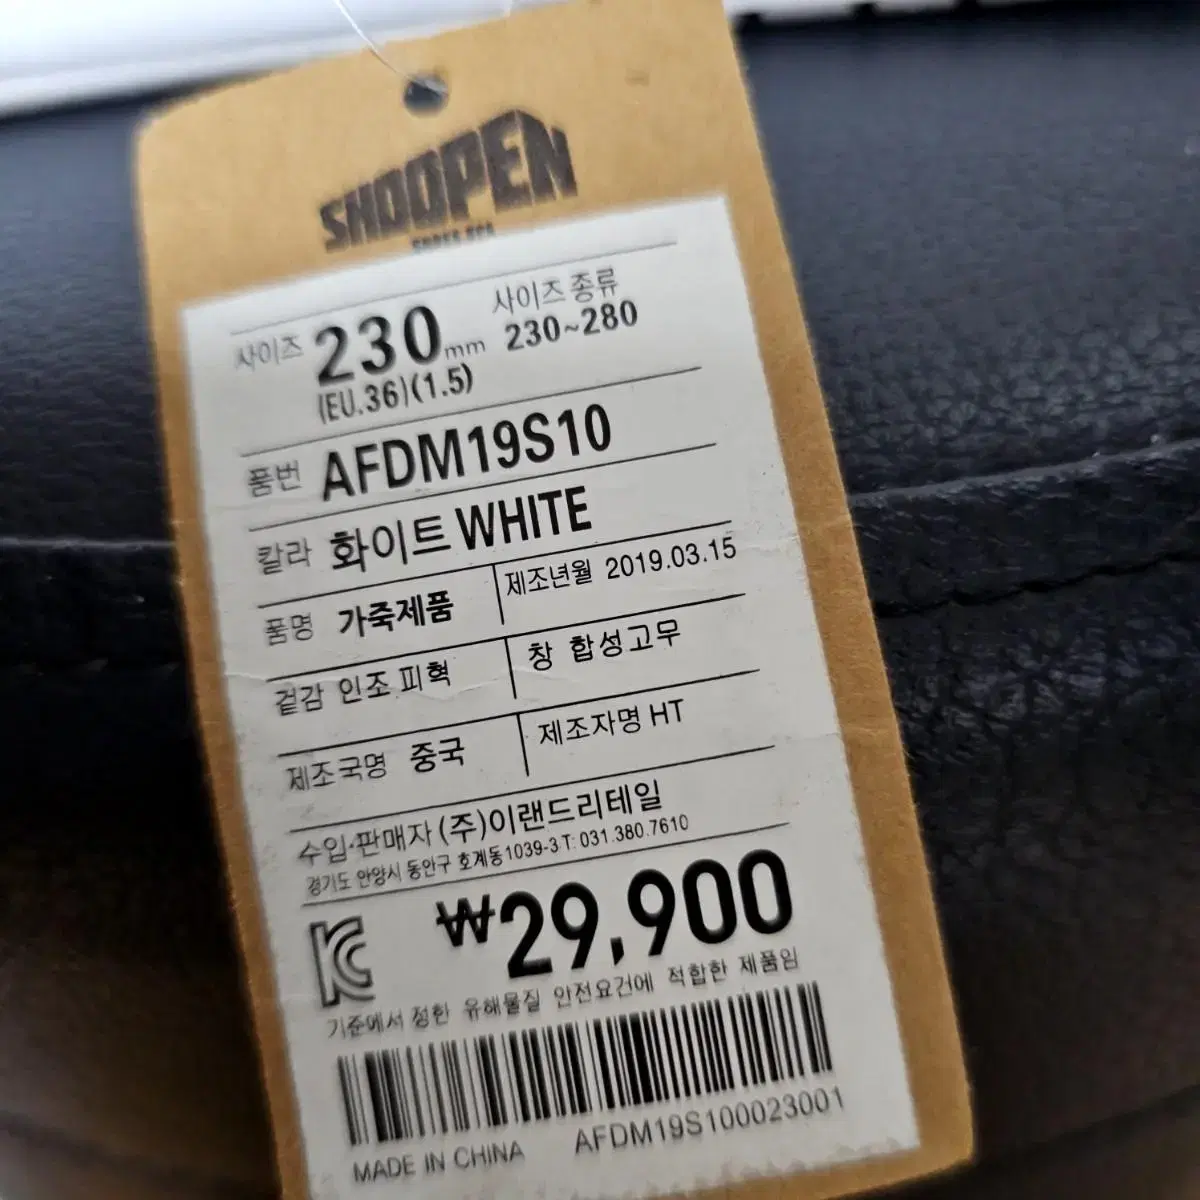 SHOOPEN
사이즈 230mm 사이즈 종류
(EU.36)(1.5) 230~280
품번 AFDM19S10
칼라 화이트 WHITE
품명 가죽제품 제조년월 2019.03.15
겉감 인조 피혁 창 합성고무
제조국명 중국 제조자명 HT
수입·판매자 (주)이랜드리테일
경기도 안양시 동안구 호계동1039-3 T: 031.380.7610
₩29,900
기준에서 정한 유해물질 안전요건에 적합한 제품임
MADE IN CHINA AFDM19S100023001